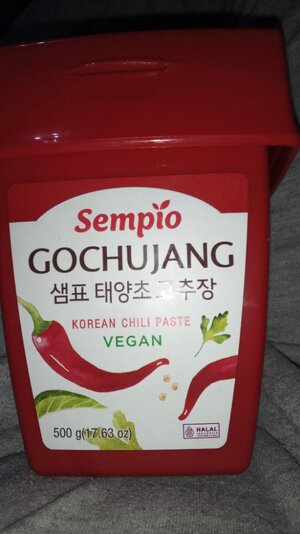 Sempio
GOCHUJANG
샘표 태양초 고추장
KOREAN CHILI PASTE
VEGAN
500 g(17.63 oz)
HALAL
INDONESIA